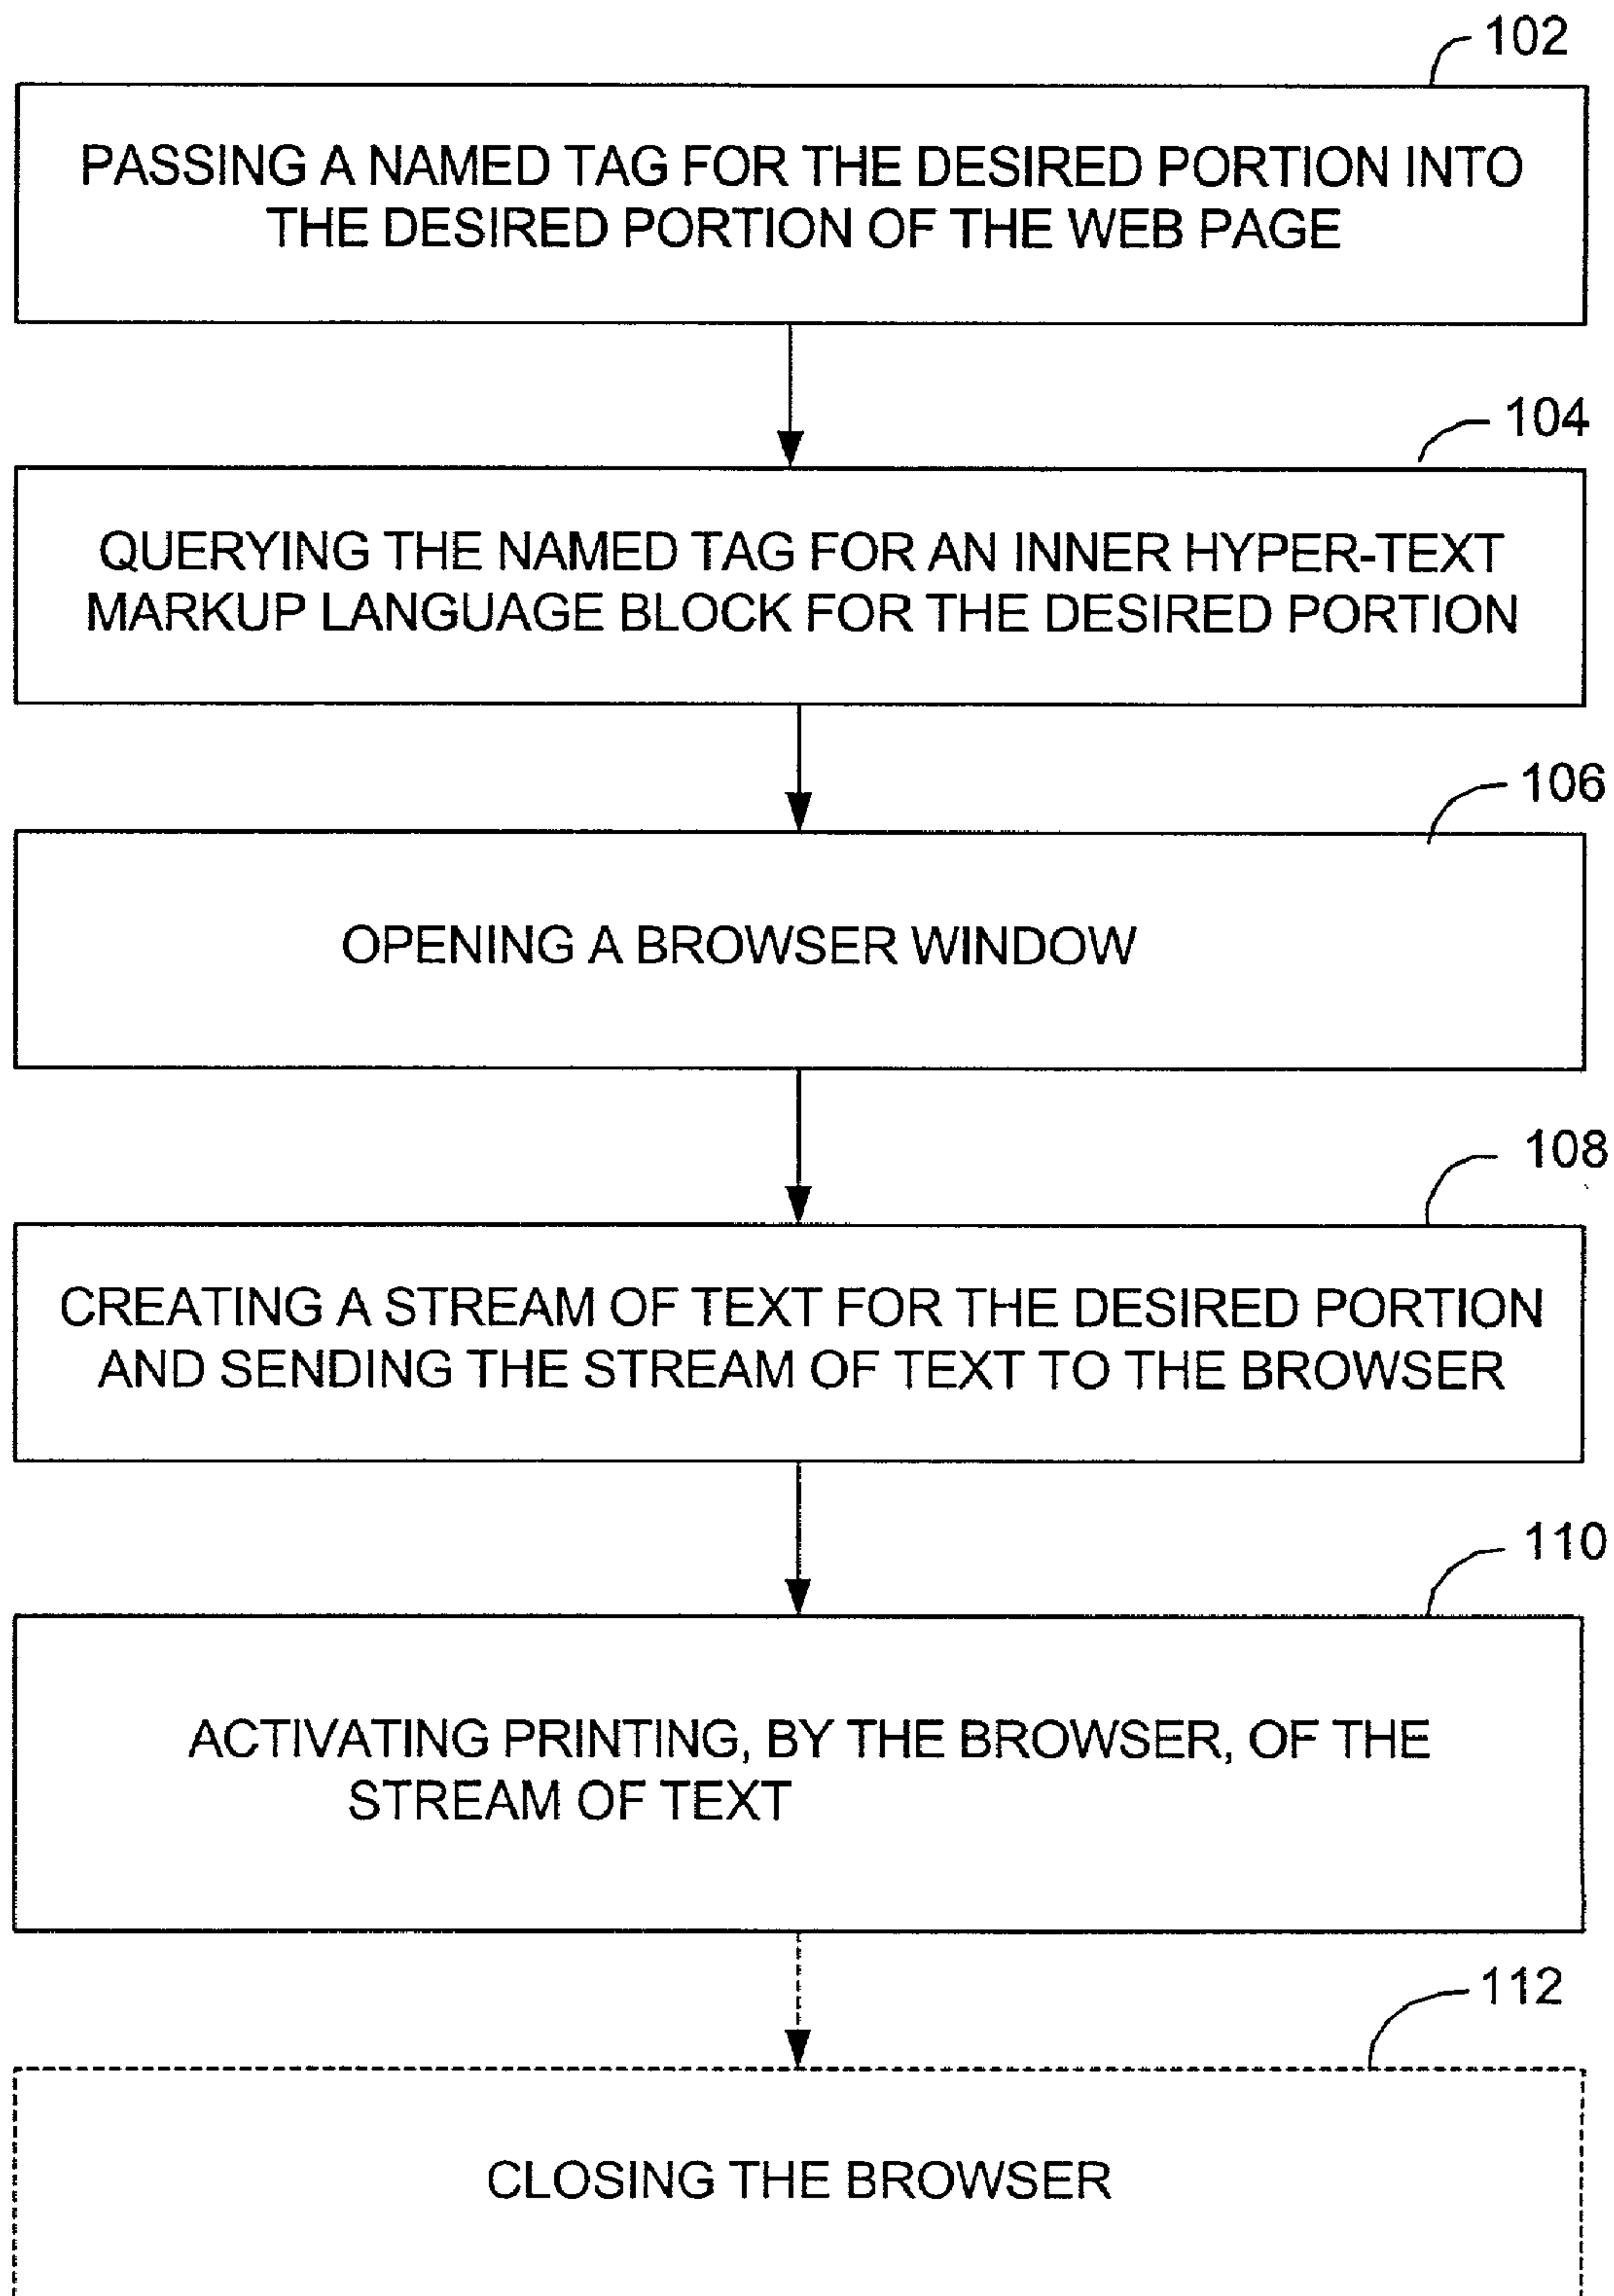 102
PASSING A NAMED TAG FOR THE DESIRED PORTION INTO
THE DESIRED PORTION OF THE WEB PAGE
104
QUERYING THE NAMED TAG FOR AN INNER HYPER-TEXT
MARKUP LANGUAGE BLOCK FOR THE DESIRED PORTION
106
OPENING A BROWSER WINDOW
108
CREATING A STREAM OF TEXT FOR THE DESIRED PORTION
AND SENDING THE STREAM OF TEXT TO THE BROWSER
110
ACTIVATING PRINTING, BY THE BROWSER, OF THE
STREAM OF TEXT
112
CLOSING THE BROWSER